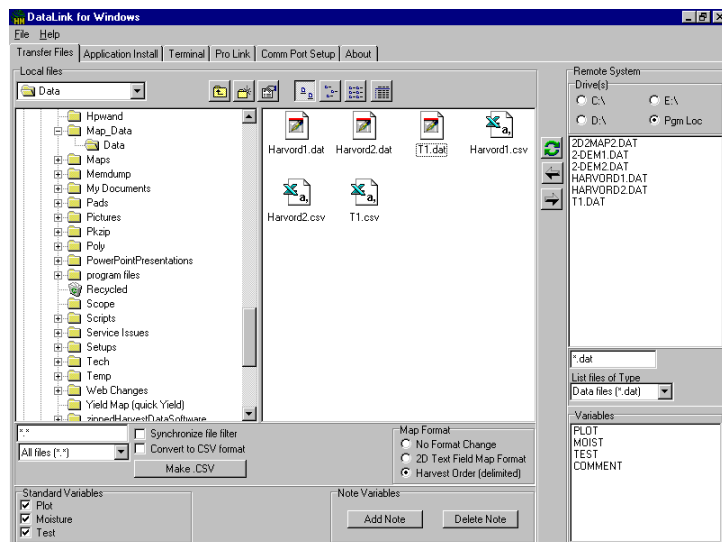 DataLink for Windows
File Help
Transfer Files Application Install Terminal Pro Link Comm Port Setup About
Local files
Data
Hpwand
Map_Data
Data
Maps
Memdump
My Documents
Pads
Pictures
Pkzip
Poly
PowerPointPresentations
program files
Recycled
Scope
Scripts
Service Issues
Setups
Tech
Temp
Web Changes
Yield Map (quick Yield)
zippedHarvestDataSoftware
Harvord1.dat Harvord2.dat T1.dat Harvord1.csv
Harvord2.csv T1.csv
*.*
All files (*.*)
Synchronize file filter
Convert to CSV format
Make .CSV
Map Format
No Format Change
2D Text Field Map Format
Harvest Order (delimited)
Standard Variables
Plot
Moisture
Test
Note Variables
Add Note Delete Note
Remote System
Drive(s)
C:\ E:\
D:\ Pgm Loc
2D2MAP2.DAT
2-DEM1.DAT
2-DEM2.DAT
HARVORD1.DAT
HARVORD2.DAT
T1.DAT
*.dat
List files of Type
Data files (*.dat)
Variables
PLOT
MOIST
TEST
COMMENT